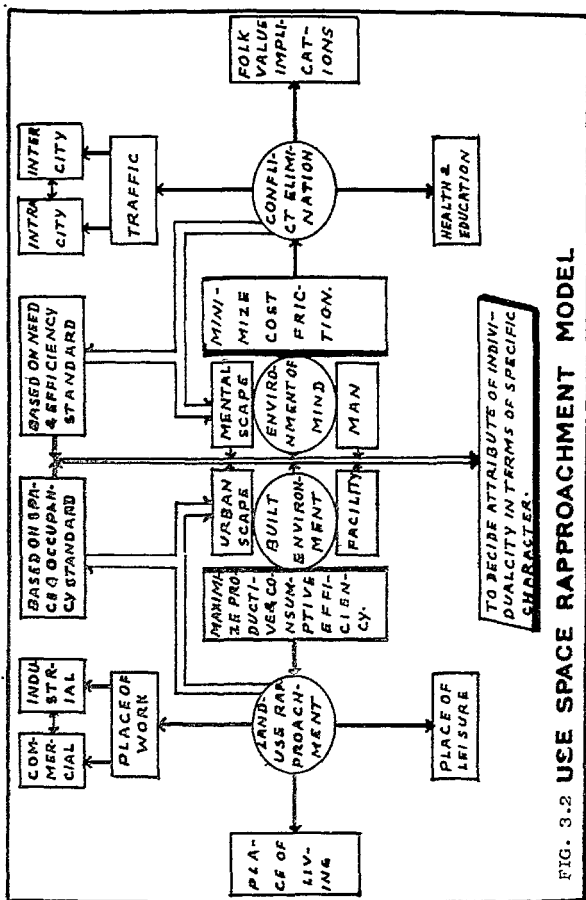 COM-
MER-
CIAL
INDU
STR-
IAL
PLACE OF
WORK
BASED ON SPA-
CE & OCCUPAN-
CY STANDARD
BASED ON NEED
& EFFICIENCY
STANDARD
INTRA
CITY
INTER
CITY
TRAFFIC
PLA-
CE OF
LIV-
ING
LAND-
USE RAP
PROACH-
MENT
PLACE OF
LEISURE
MAXIMI-
ZE PRO-
DUCTI-
VE & CO-
NSUM-
PTIVE
EFFI-
CIEN-
CY.
URBAN
SCAPE
BUILT
ENVIRON-
MENT
FACILITY
MENTAL
SCAPE
ENVIRO-
NMENT OF
MIND
MAN
MINI-
MIZE
COST
FRIC-
TION.
CONFLI-
CT ELIMI-
NATION
FOLK
VALUE
IMPLI-
CAT-
IONS
HEALTH &
EDUCATION
TO DECIDE ATTRIBUTE OF INDIVI-
DUAL CITY IN TERMS OF SPECIFIC
CHARACTER.
FIG. 3.2 USE SPACE RAPPROACHMENT MODEL